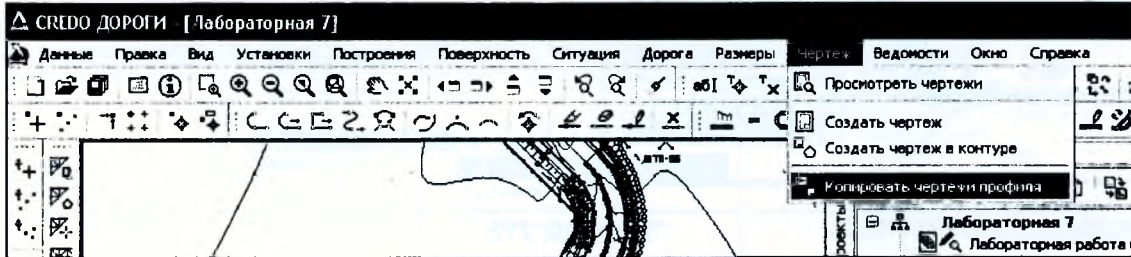 CREDO ДОРОГИ - [Лабораторная 7]
Данные Правка Вид Установки Построения Поверхность Ситуация Дорога Размеры Чертеж Ведомости Окно Справка
Просмотреть чертежи
Создать чертеж
Создать чертеж в контуре
Копировать чертежи профиля
Лабораторная 7
Лабораторная работа